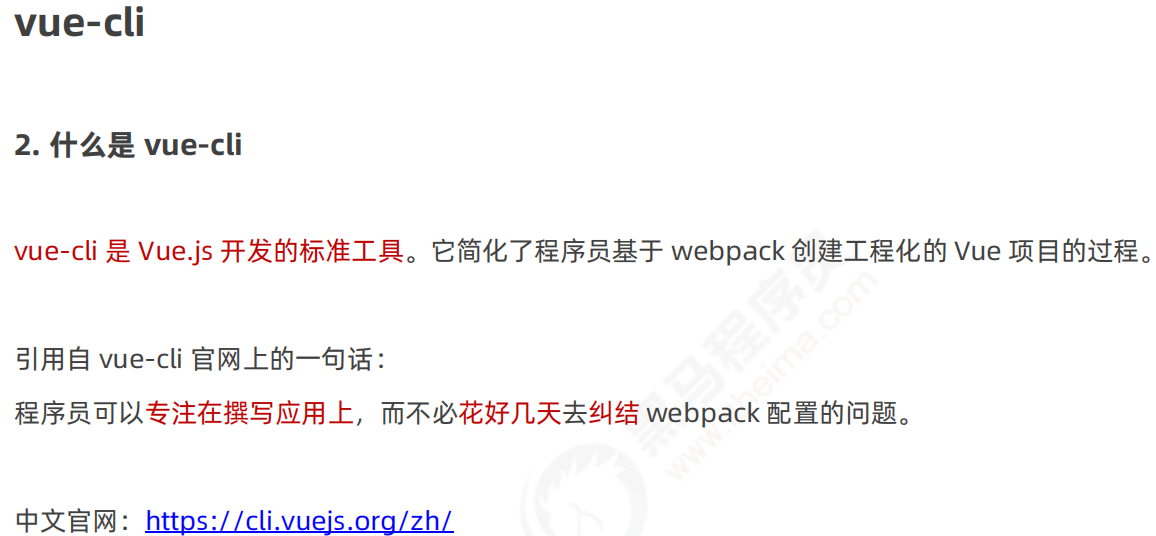 vue-cli
2. 什么是 vue-cli
vue-cli 是 Vue.js 开发的标准工具。它简化了程序员基于 webpack 创建工程化的 Vue 项目的过程。
引用自 vue-cli 官网上的一句话：
程序员可以专注在撰写应用上，而不必花好几天去纠结 webpack 配置的问题。
中文官网：https://cli.vuejs.org/zh/
黑马程序员
www.itheima.com